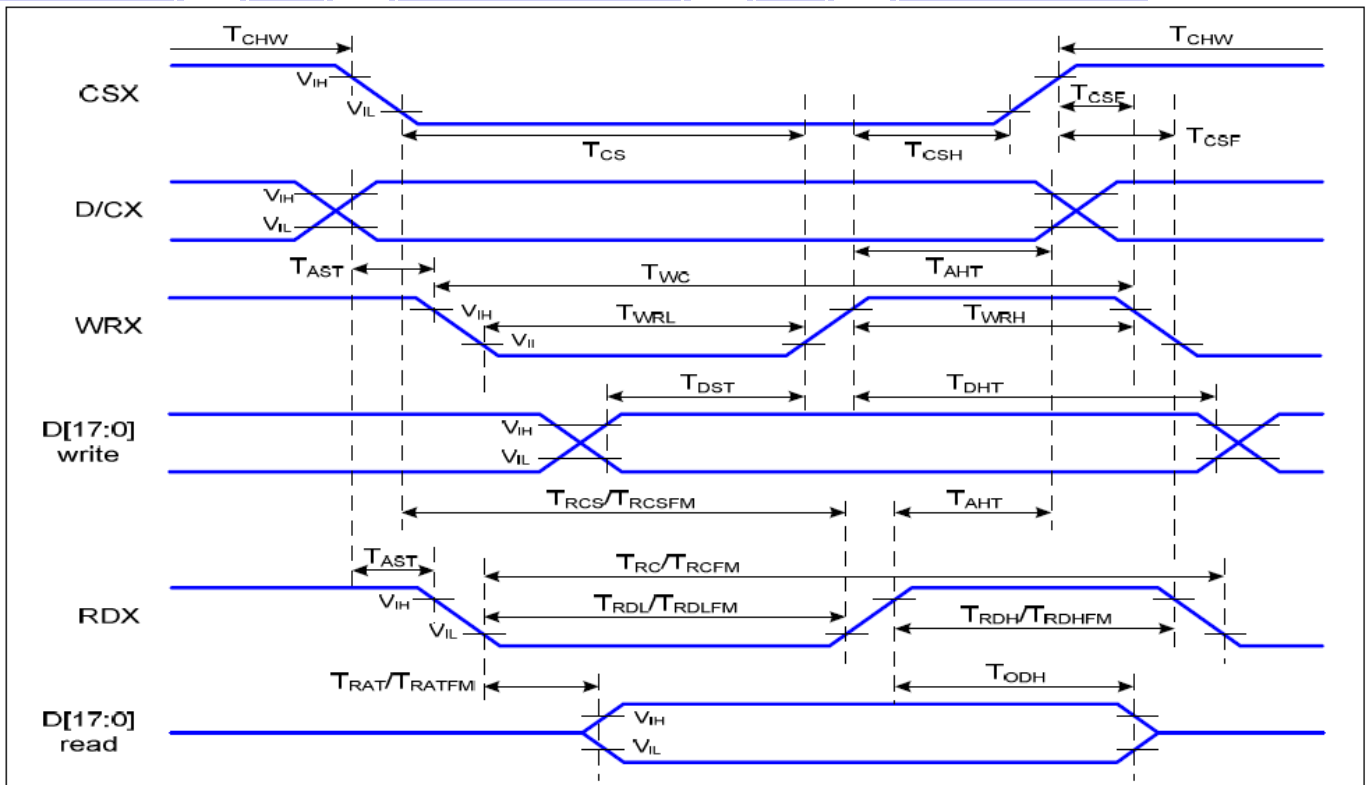 TCHW TCHW
VIH
CSX
TCSF
VIL
TCSF
TCS TCSH
VIH
D/CX
VIL
TAST TWC TAHT
VIH TWRL TWRH
WRX
VIL
TDST TDHT
D[17:0] VIH
write VIL
TRCS/TRCSFM TAHT
TAST TRC/TRCFM
VIH TRDL/TRDLFM
RDX TRDH/TRDHFM
VIL
TRAT/TRATFM TODH
D[17:0] VIH
read VIL